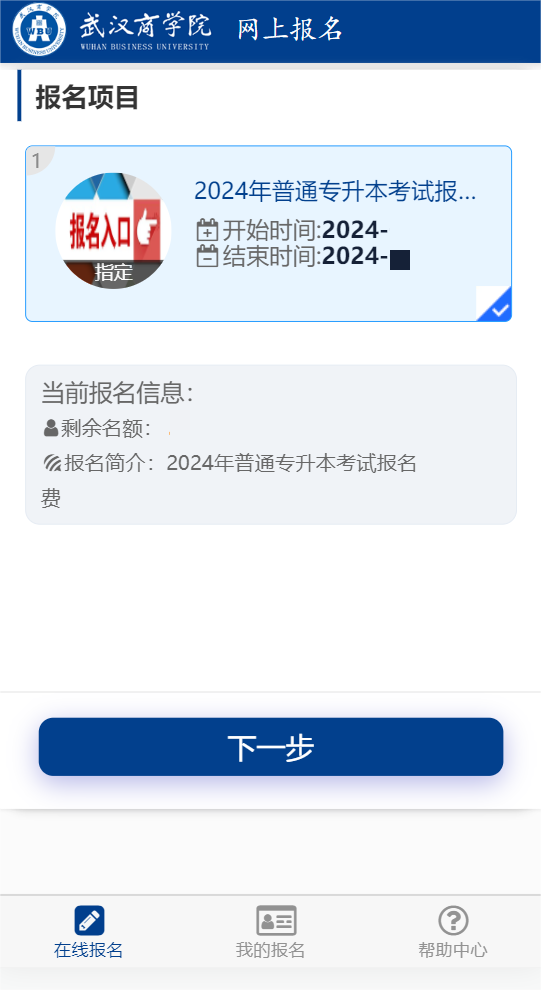 武汉商学院 网上报名
WUHAN BUSINESS UNIVERSITY
WBU
报名项目
1
2024年普通专升本考试报...
报名入口
指定
开始时间:2024-
结束时间:2024-
当前报名信息：
剩余名额：
报名简介：2024年普通专升本考试报名
费
下一步
在线报名 我的报名 帮助中心